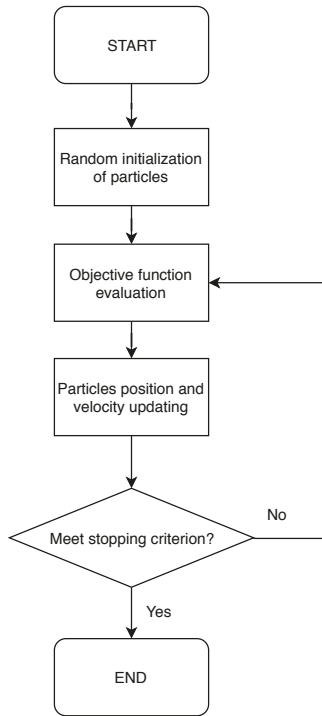 START
Random initialization
of particles
Objective function
evaluation
Particles position and
velocity updating
Meet stopping criterion?
No
Yes
END